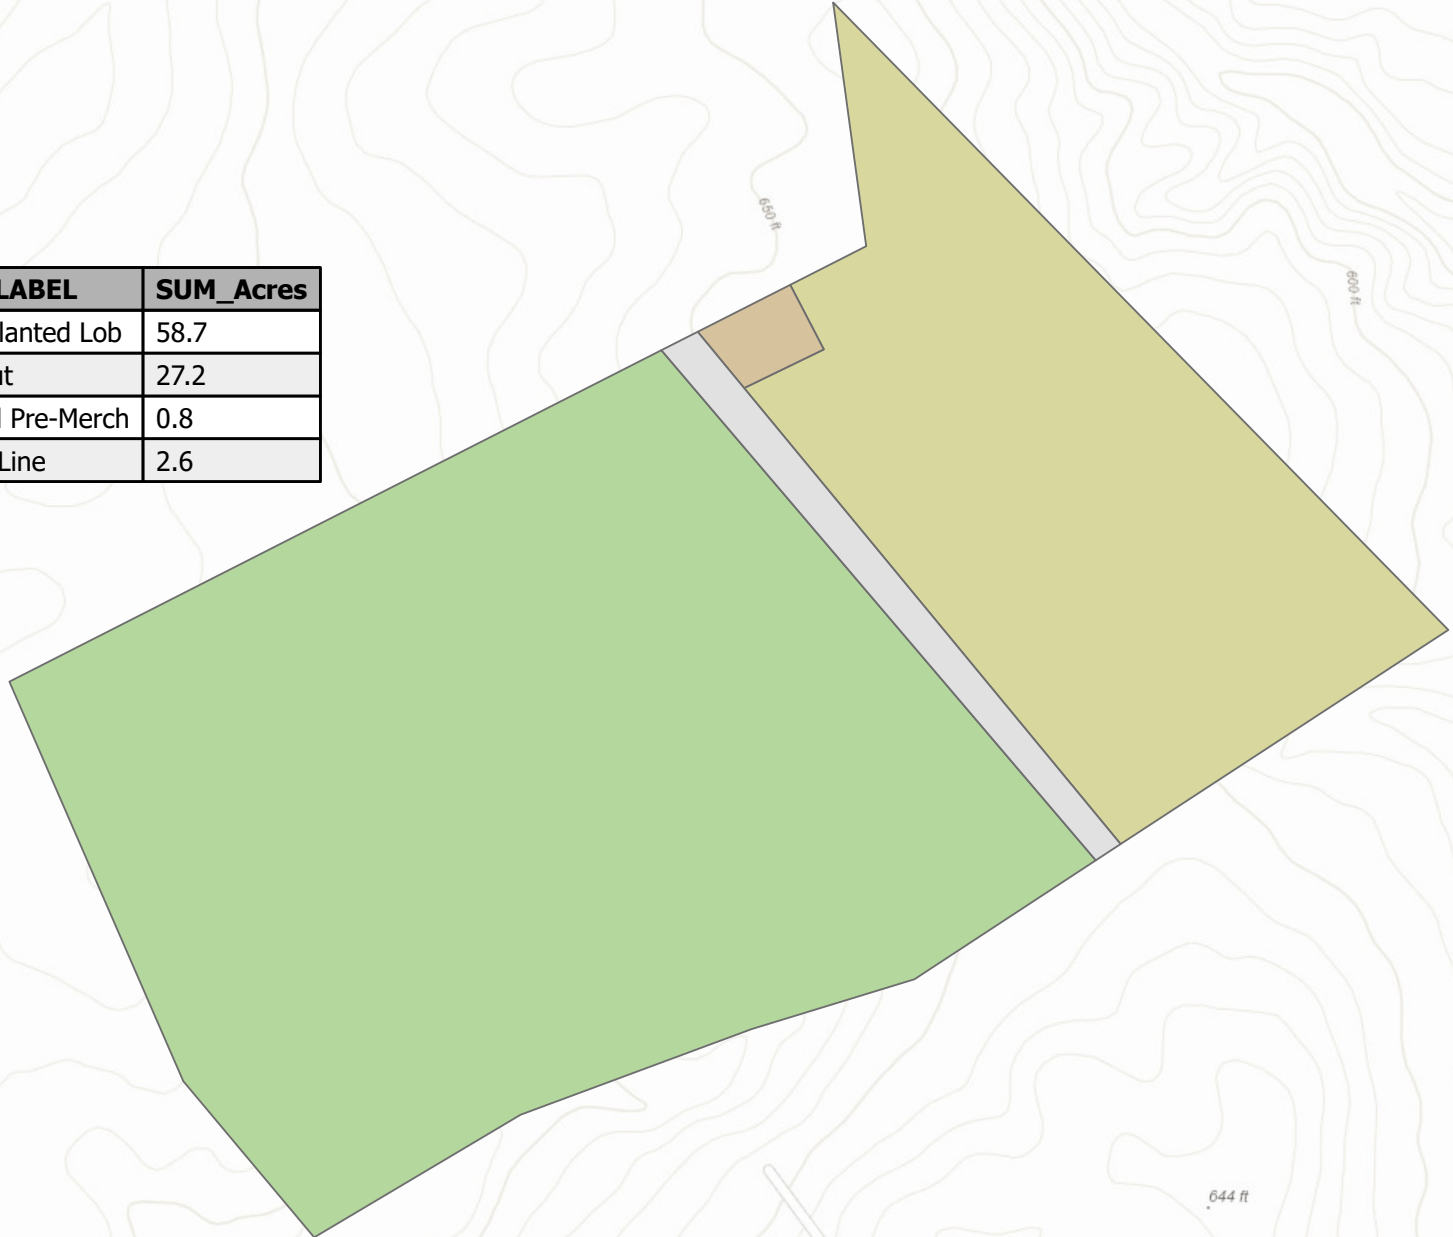 650 ft
600 ft
LABEL SUM_Acres
lanted Lob 58.7
27.2
Pre-Merch 0.8
Line 2.6
644 ft